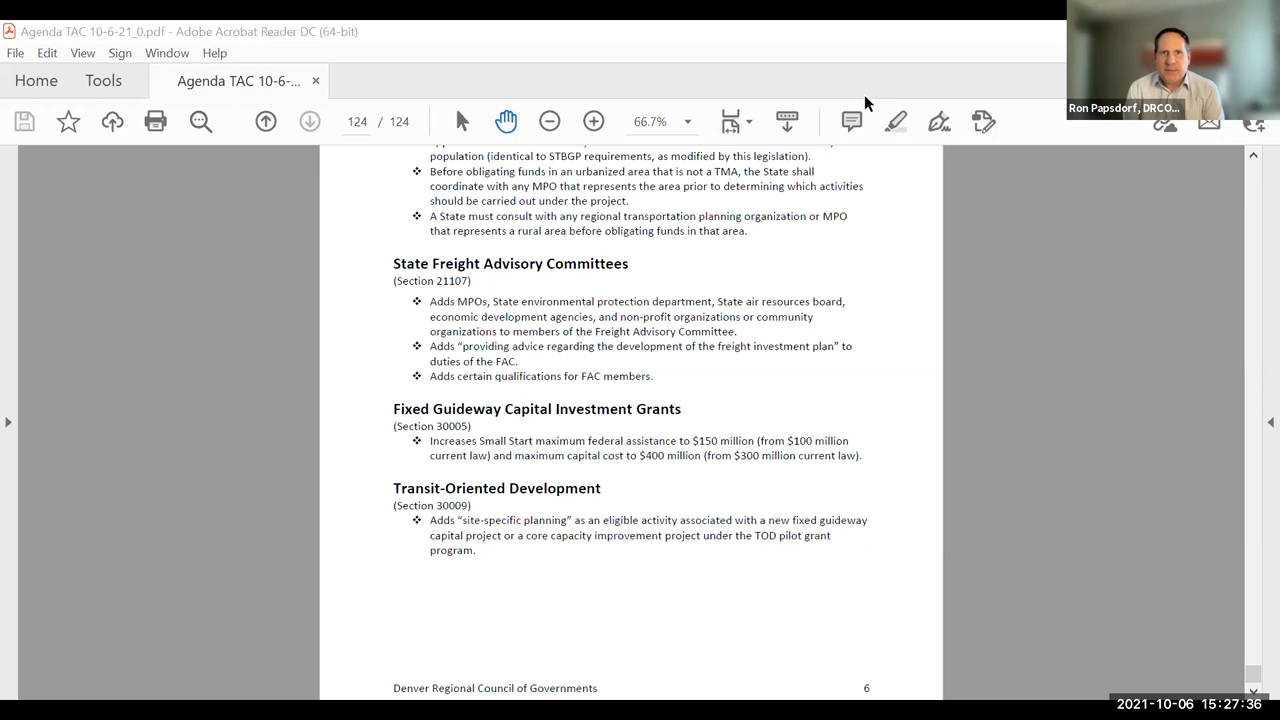 Agenda TAC 10-6-21_0.pdf - Adobe Acrobat Reader DC (64-bit)
File Edit View Sign Window Help
Home Tools Agenda TAC 10-6-... ×
124 / 124 66.7%
Ron Papsdorf, DRCO...
population (identical to STBGP requirements, as modified by this legislation).
❖ Before obligating funds in an urbanized area that is not a TMA, the State shall
coordinate with any MPO that represents the area prior to determining which activities
should be carried out under the project.
❖ A State must consult with any regional transportation planning organization or MPO
that represents a rural area before obligating funds in that area.
State Freight Advisory Committees
(Section 21107)
❖ Adds MPOs, State environmental protection department, State air resources board,
economic development agencies, and non-profit organizations or community
organizations to members of the Freight Advisory Committee.
❖ Adds “providing advice regarding the development of the freight investment plan” to
duties of the FAC.
❖ Adds certain qualifications for FAC members.
Fixed Guideway Capital Investment Grants
(Section 30005)
❖ Increases Small Start maximum federal assistance to $150 million (from $100 million
current law) and maximum capital cost to $400 million (from $300 million current law).
Transit-Oriented Development
(Section 30009)
❖ Adds “site-specific planning” as an eligible activity associated with a new fixed guideway
capital project or a core capacity improvement project under the TOD pilot grant
program.
Denver Regional Council of Governments 6
2021-10-06 15:27:36